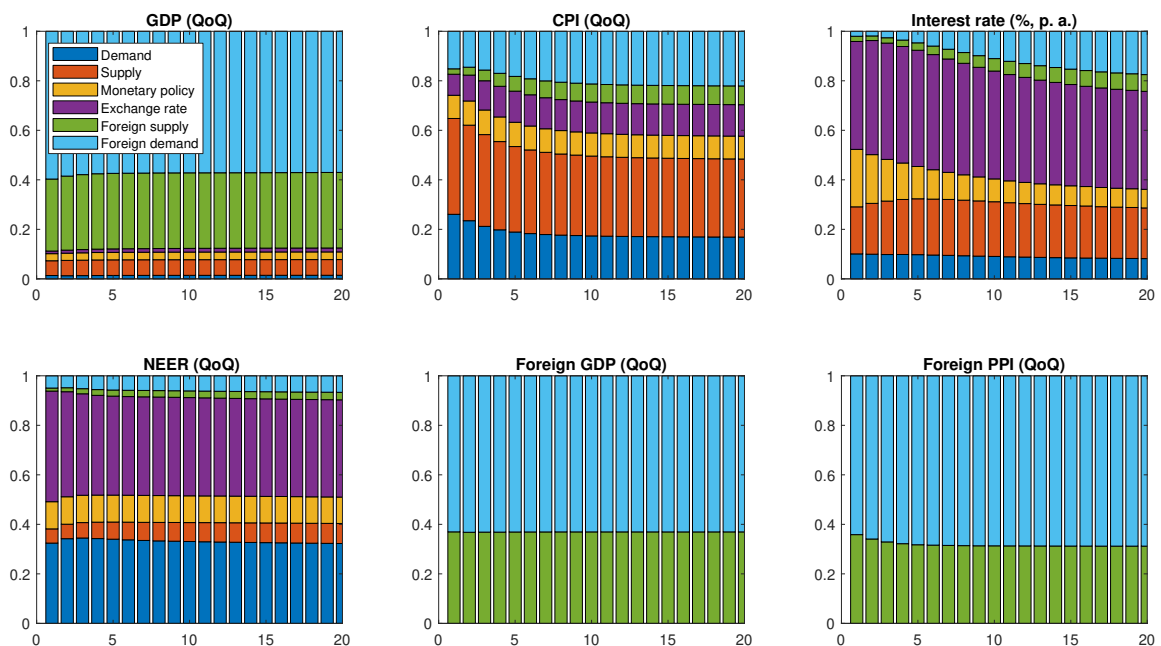 GDP (QoQ)
1
0.8
0.6
0.4
0.2
0
0 5 10 15 20
Demand
Supply
Monetary policy
Exchange rate
Foreign supply
Foreign demand
CPI (QoQ)
1
0.8
0.6
0.4
0.2
0
0 5 10 15 20
Interest rate (%, p. a.)
1
0.8
0.6
0.4
0.2
0
0 5 10 15 20
NEER (QoQ)
1
0.8
0.6
0.4
0.2
0
0 5 10 15 20
Foreign GDP (QoQ)
1
0.8
0.6
0.4
0.2
0
0 5 10 15 20
Foreign PPI (QoQ)
1
0.8
0.6
0.4
0.2
0
0 5 10 15 20